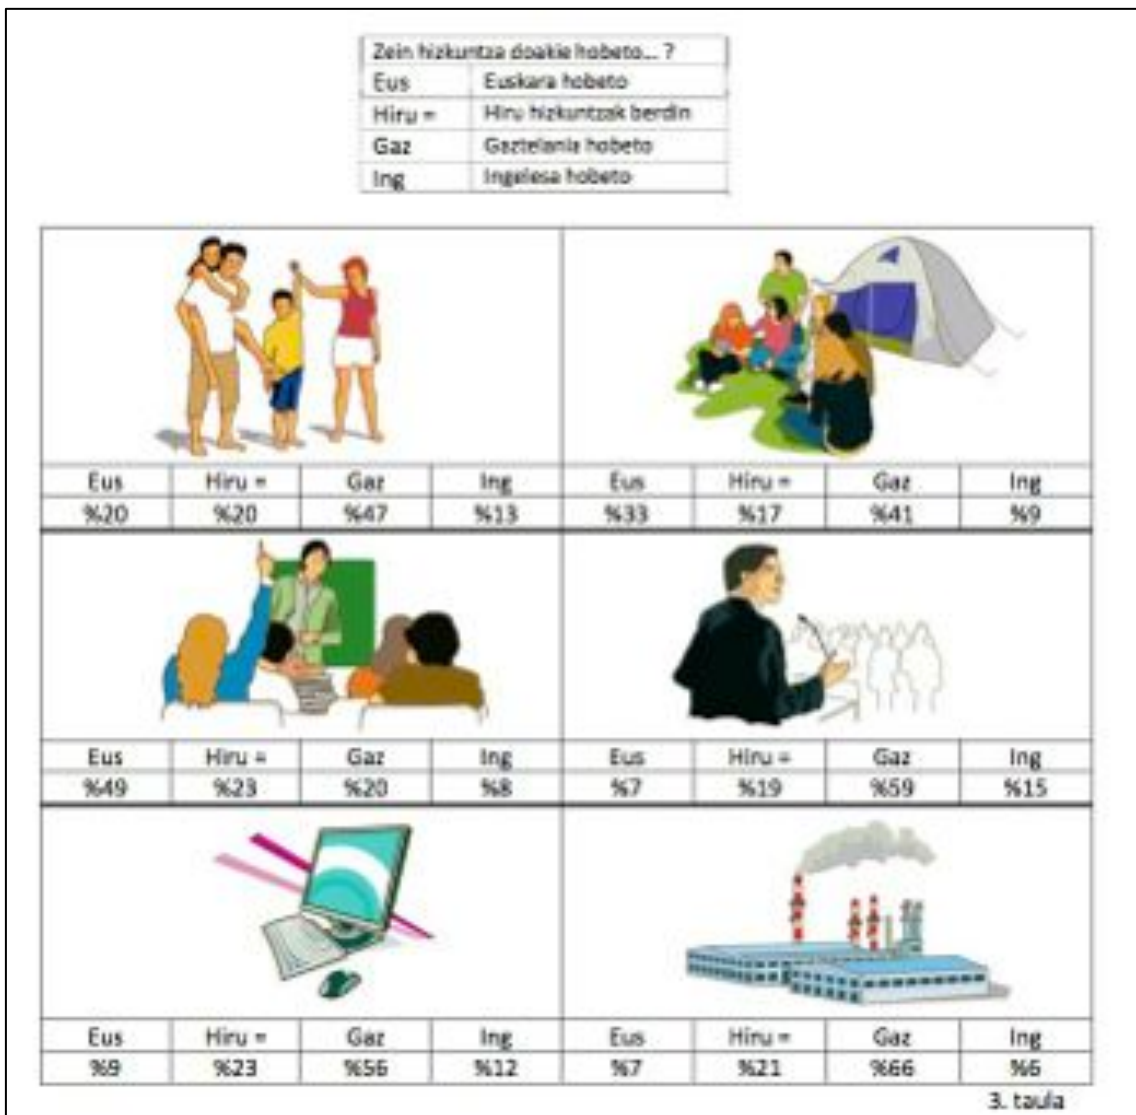 Zein hizkuntza doakie hobeto... ?
Eus Euskara hobeto
Hiru = Hiru hizkuntzak berdin
Gaz Gaztelania hobeto
Ing Ingelesa hobeto
Eus Hiru = Gaz Ing Eus Hiru = Gaz Ing
%20 %20 %47 %13 %33 %17 %41 %9
Eus Hiru = Gaz Ing Eus Hiru = Gaz Ing
%49 %23 %20 %8 %7 %19 %59 %15
Eus Hiru = Gaz Ing Eus Hiru = Gaz Ing
%9 %23 %56 %12 %7 %21 %66 %6
3. taula